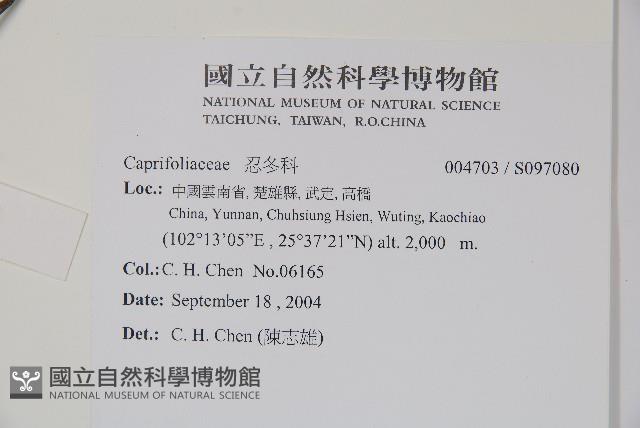 國立自然科學博物館
NATIONAL MUSEUM OF NATURAL SCIENCE
TAICHUNG, TAIWAN, R.O.CHINA
Caprifoliaceae 忍冬科 004703 / S097080
Loc.: 中國雲南省, 楚雄縣, 武定, 高橋
China, Yunnan, Chuhsiung Hsien, Wuting, Kaochiao
(102°13'05"E , 25°37'21"N) alt. 2,000 m.
Col.: C. H. Chen No.06165
Date: September 18 , 2004
Det.: C. H. Chen (陳志雄)
國立自然科學博物館
NATIONAL MUSEUM OF NATURAL SCIENCE